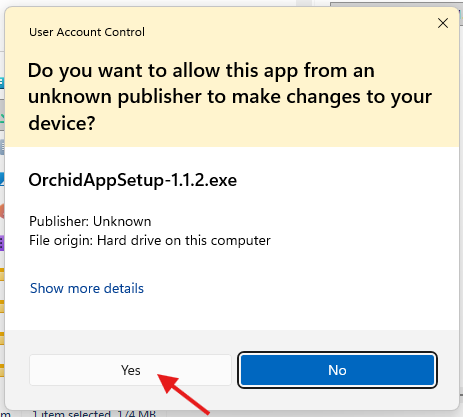 User Account Control
Do you want to allow this app from an
unknown publisher to make changes to your
device?
OrchidAppSetup-1.1.2.exe
Publisher: Unknown
File origin: Hard drive on this computer
Show more details
Yes
No
1 item selected 174 MB